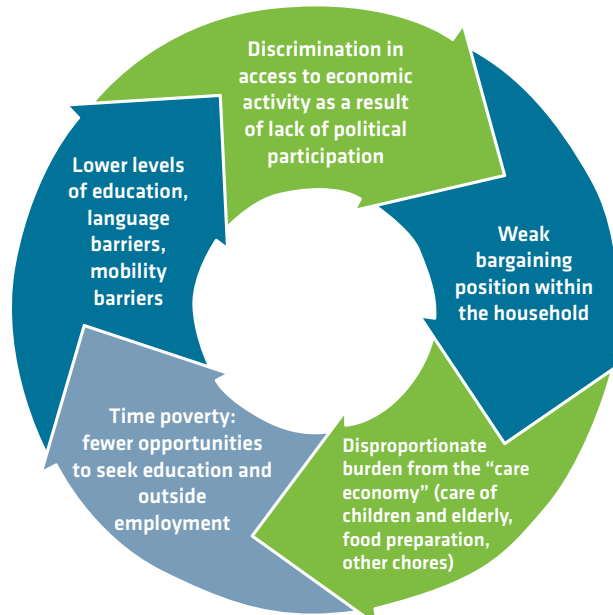 Discrimination in
access to economic
activity as a result
of lack of political
participation
Weak
bargaining
position within
the household
Disproportionate
burden from the “care
economy” (care of
children and elderly,
food preparation,
other chores)
Time poverty:
fewer opportunities
to seek education and
outside
employment
Lower levels
of education,
language
barriers,
mobility
barriers